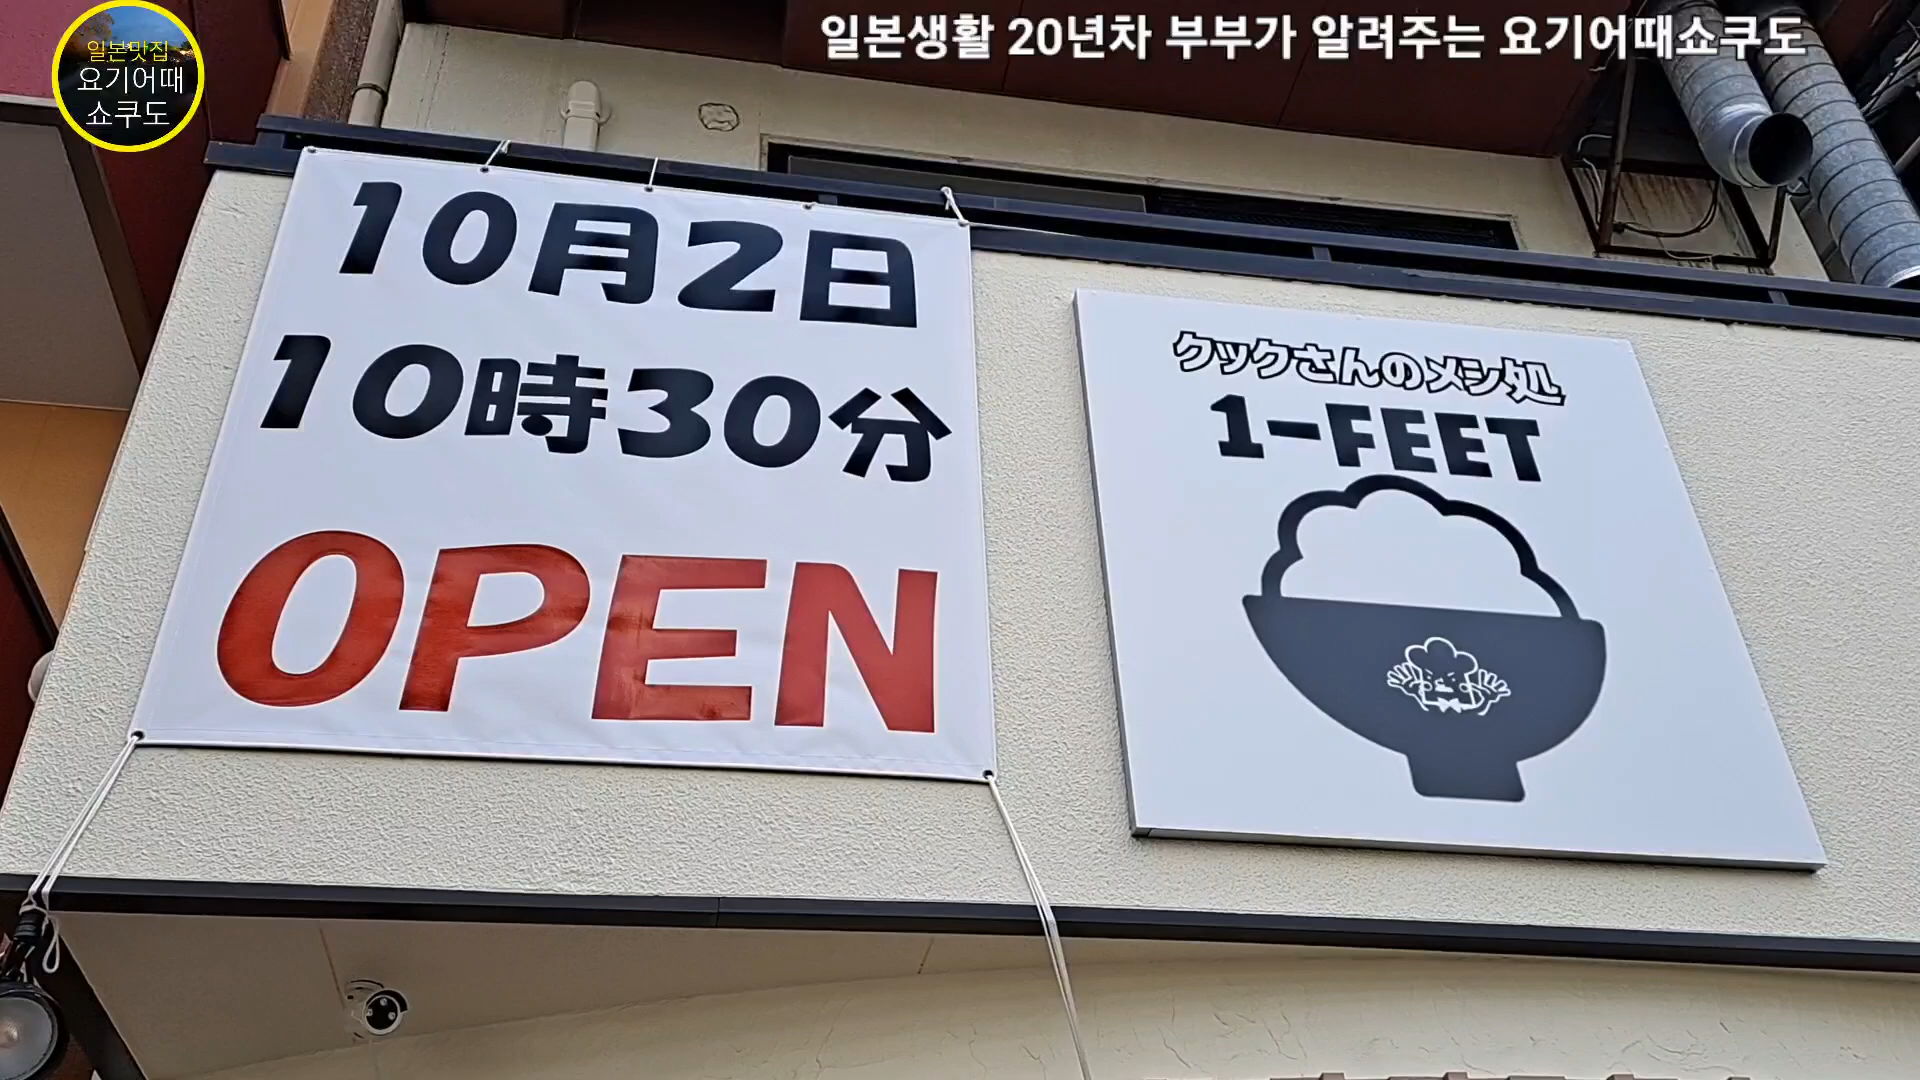 일본맛집
요기어때
쇼쿠도
일본생활 20년차 부부가 알려주는 요기어때쇼쿠도
10月2日
10時30分
OPEN
クックさんのメシ処
1-FEET